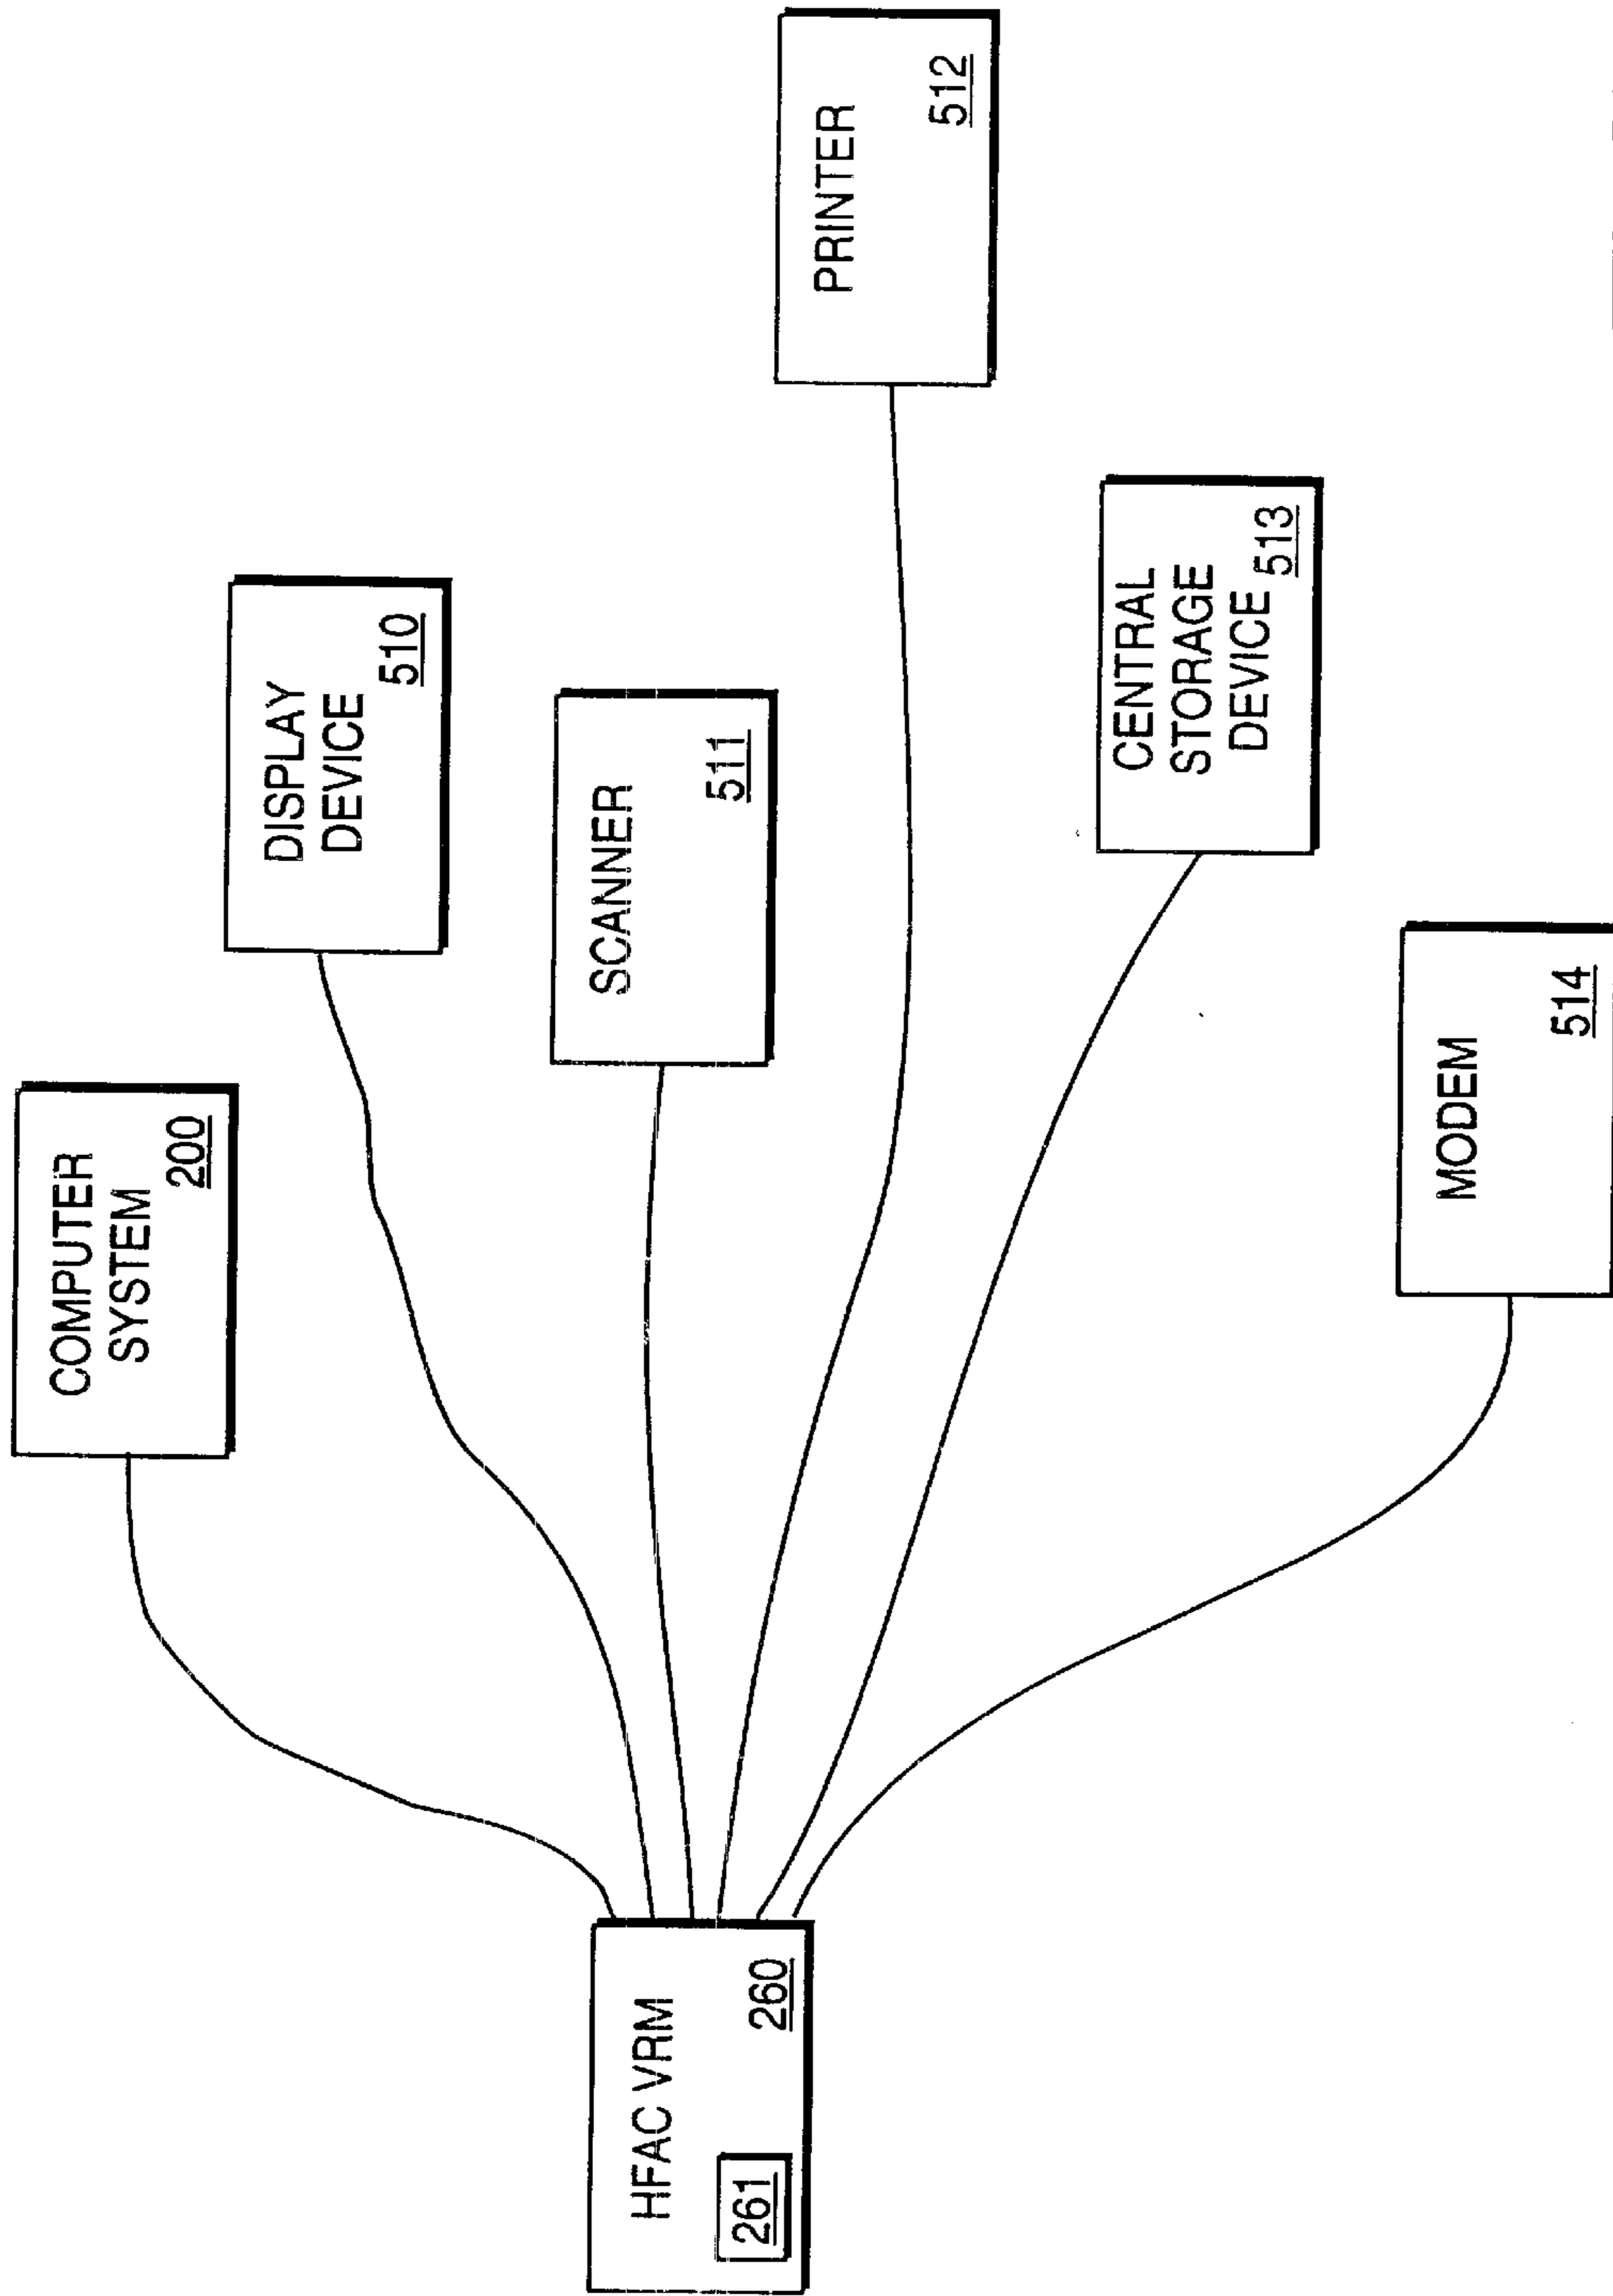 COMPUTER
SYSTEM
200
DISPLAY
DEVICE
510
SCANNER
511
PRINTER
512
CENTRAL
STORAGE
DEVICE 513
MODEM
514
HFAC VRM
260
261